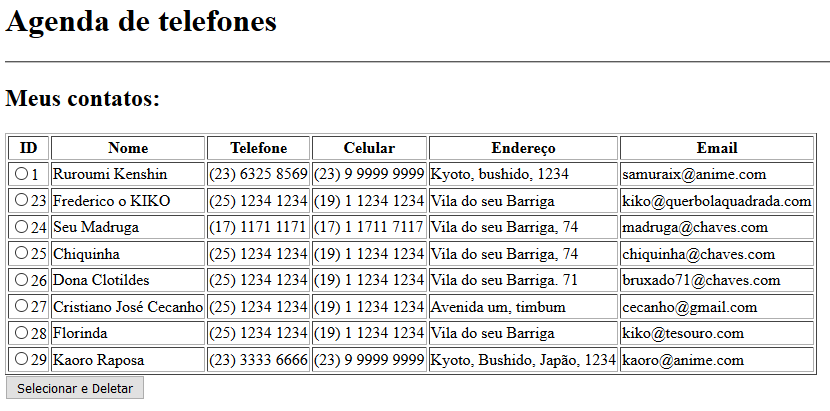 Agenda de telefones
Meus contatos:
ID Nome Telefone Celular Endereço Email
1 Ruroumi Kenshin (23) 6325 8569 (23) 9 9999 9999 Kyoto, bushido, 1234 samuraix@anime.com
23 Frederico o KIKO (25) 1234 1234 (19) 1 1234 1234 Vila do seu Barriga kiko@querbolaquadrada.com
24 Seu Madruga (17) 1171 1171 (17) 1 1711 7117 Vila do seu Barriga, 74 madruga@chaves.com
25 Chiquinha (25) 1234 1234 (19) 1 1234 1234 Vila do seu Barriga, 74 chiquinha@chaves.com
26 Dona Clotildes (25) 1234 1234 (19) 1 1234 1234 Vila do seu Barriga. 71 bruxado71@chaves.com
27 Cristiano José Cecanho (25) 1234 1234 (19) 1 1234 1234 Avenida um, timbum cecanho@gmail.com
28 Florinda (25) 1234 1234 (19) 1 1234 1234 Vila do seu Barriga kiko@tesouro.com
29 Kaoro Raposa (23) 3333 6666 (23) 9 9999 9999 Kyoto, Bushido, Japão, 1234 kaoro@anime.com
Selecionar e Deletar